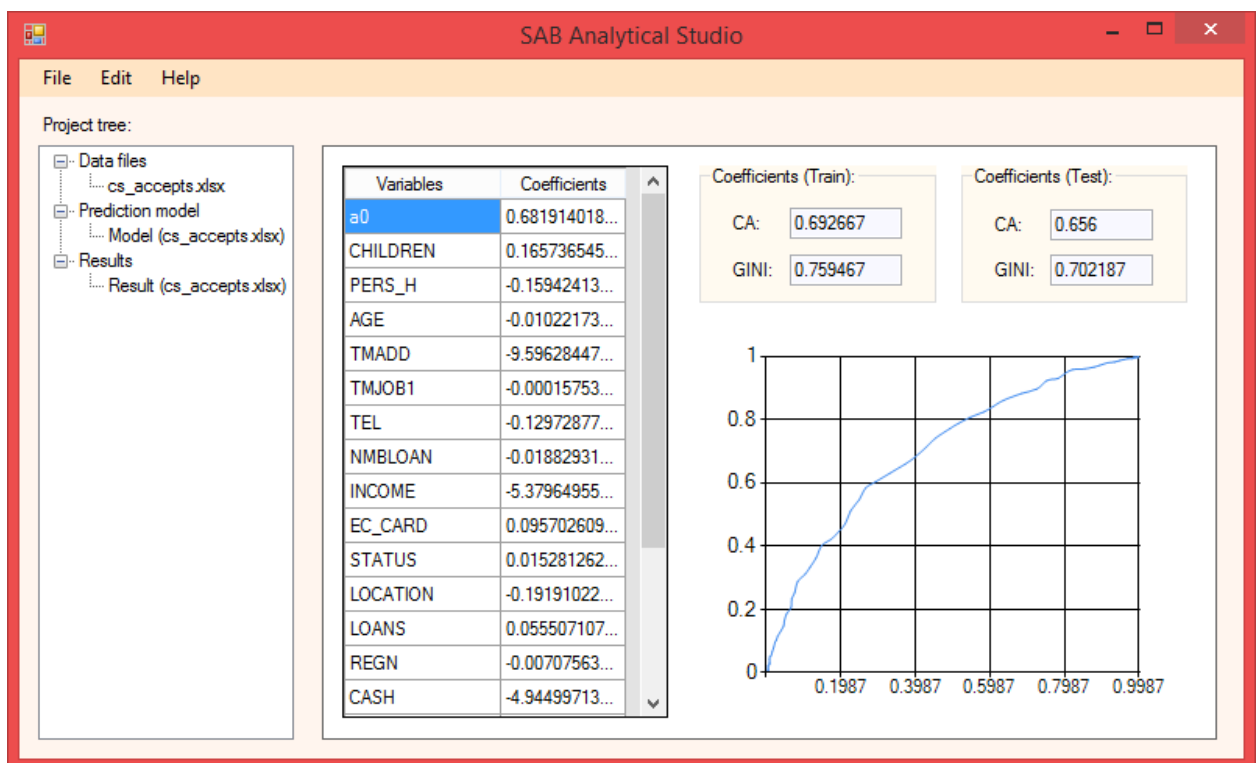 SAB Analytical Studio
File Edit Help
Project tree:
Data files
cs_accepts.xlsx
Prediction model
Model (cs_accepts.xlsx)
Results
Result (cs_accepts.xlsx)
Variables Coefficients
a0 0.681914018...
CHILDREN 0.165736545...
PERS_H -0.15942413...
AGE -0.01022173...
TMADD -9.59628447...
TMJOB1 -0.00015753...
TEL -0.12972877...
NMBLOAN -0.01882931...
INCOME -5.37964955...
EC_CARD 0.095702609...
STATUS 0.015281262...
LOCATION -0.19191022...
LOANS 0.055507107...
REGN -0.00707563...
CASH -4.94499713...
Coefficients (Train):
CA: 0.692667
GINI: 0.759467
Coefficients (Test):
CA: 0.656
GINI: 0.702187
1
0.8
0.6
0.4
0.2
0
0.1987 0.3987 0.5987 0.7987 0.9987